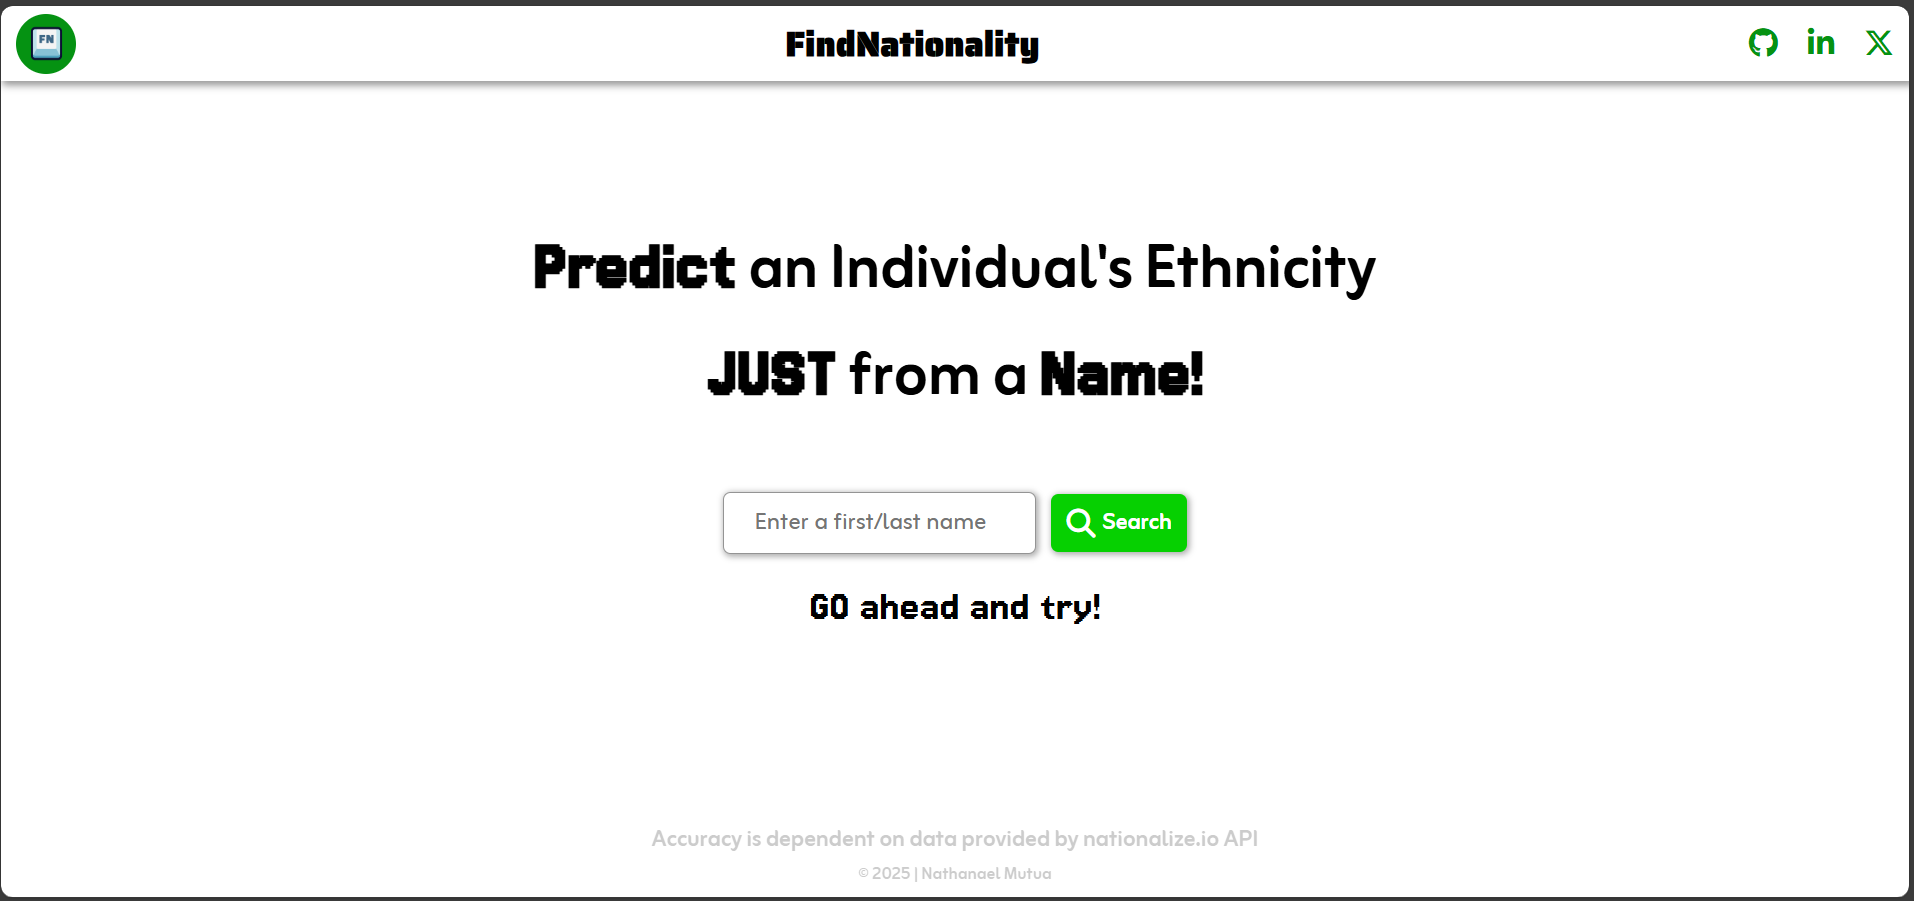 FN
FindNationality
Predict an Individual's Ethnicity
JUST from a Name!
Enter a first/last name
Search
GO ahead and try!
Accuracy is dependent on data provided by nationalize.io API
© 2025 | Nathanael Mutua